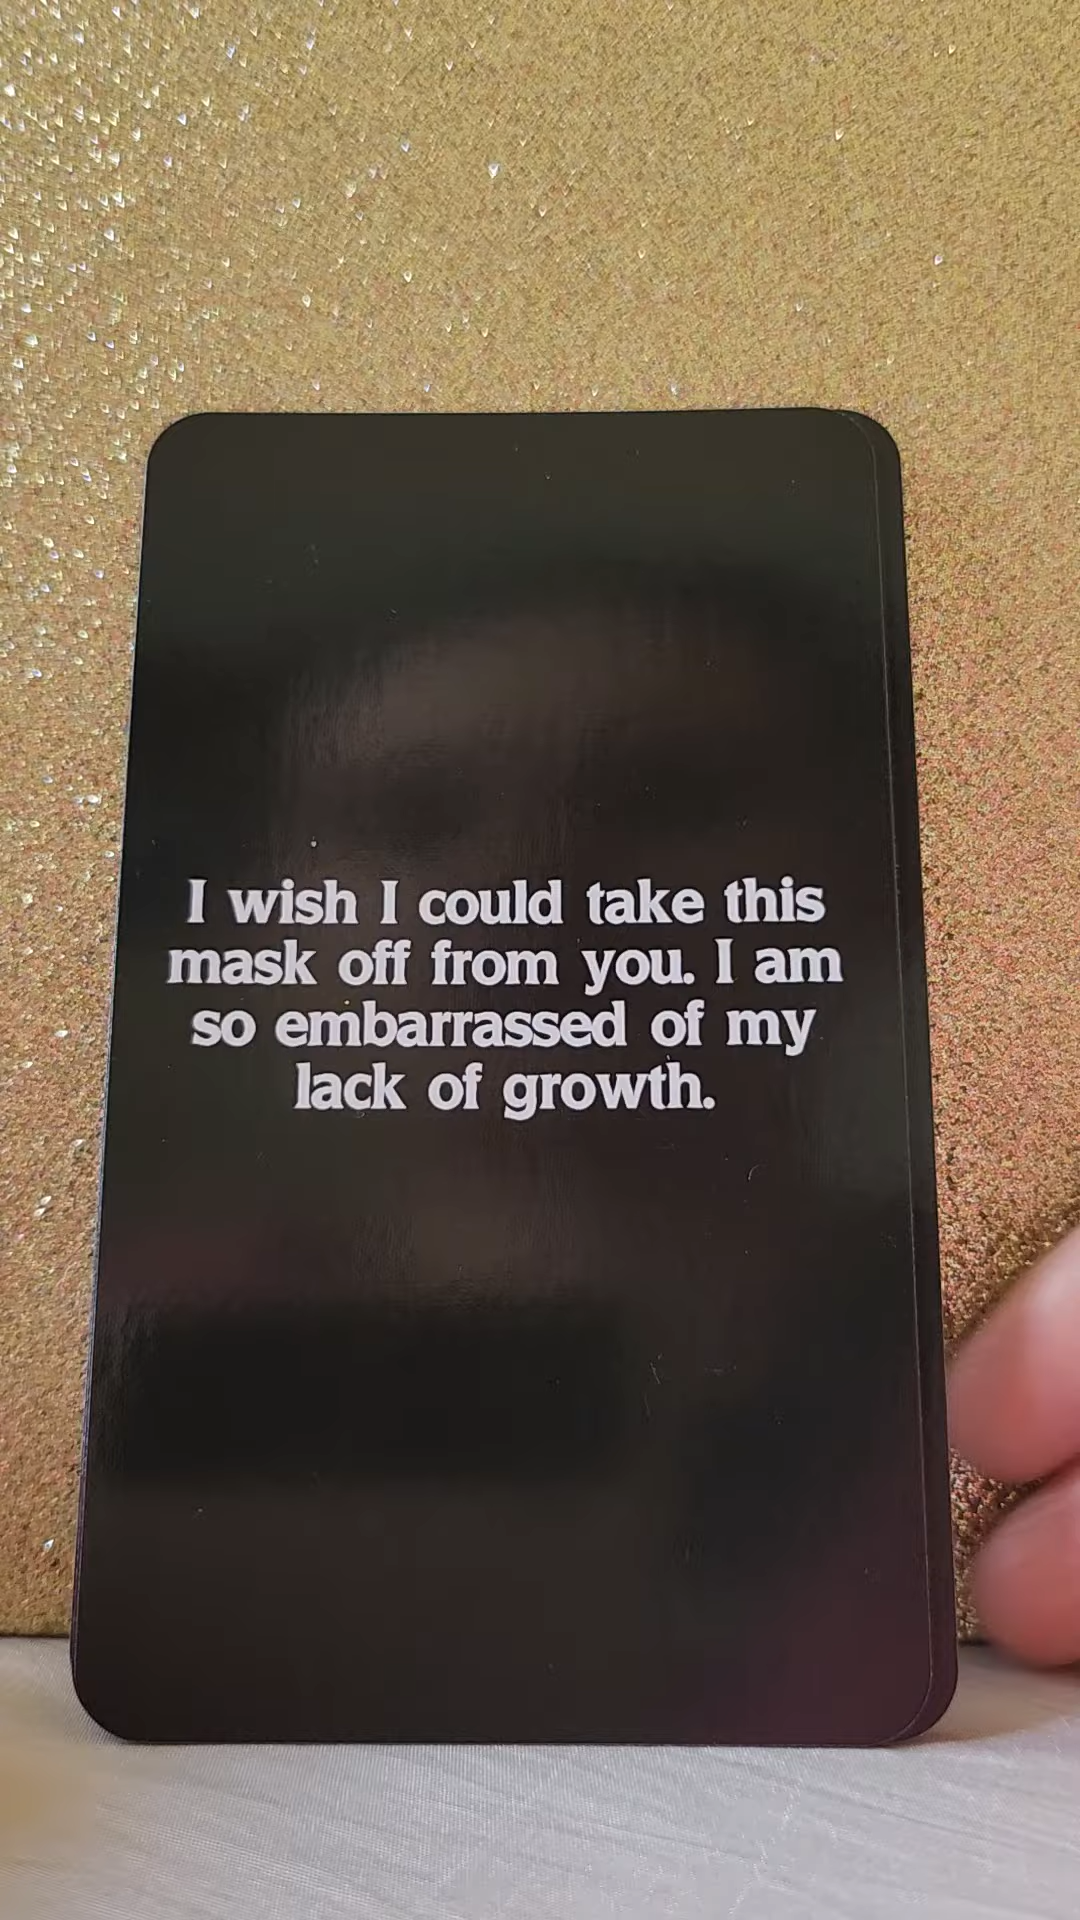 I wish I could take this
mask off from you. I am
so embarrassed of my
lack of growth.